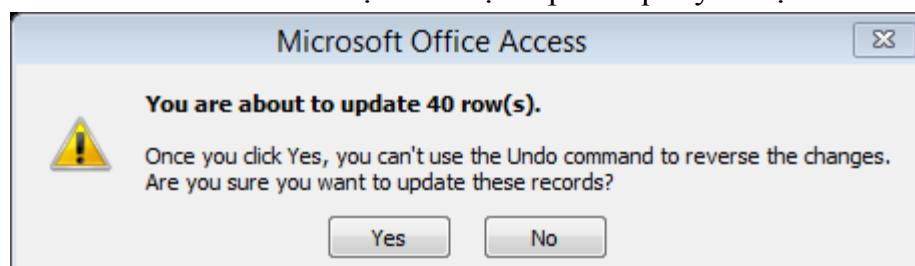 Microsoft Office Access
You are about to update 40 row(s).
Once you click Yes, you can't use the Undo command to reverse the changes.
Are you sure you want to update these records?
Yes
No